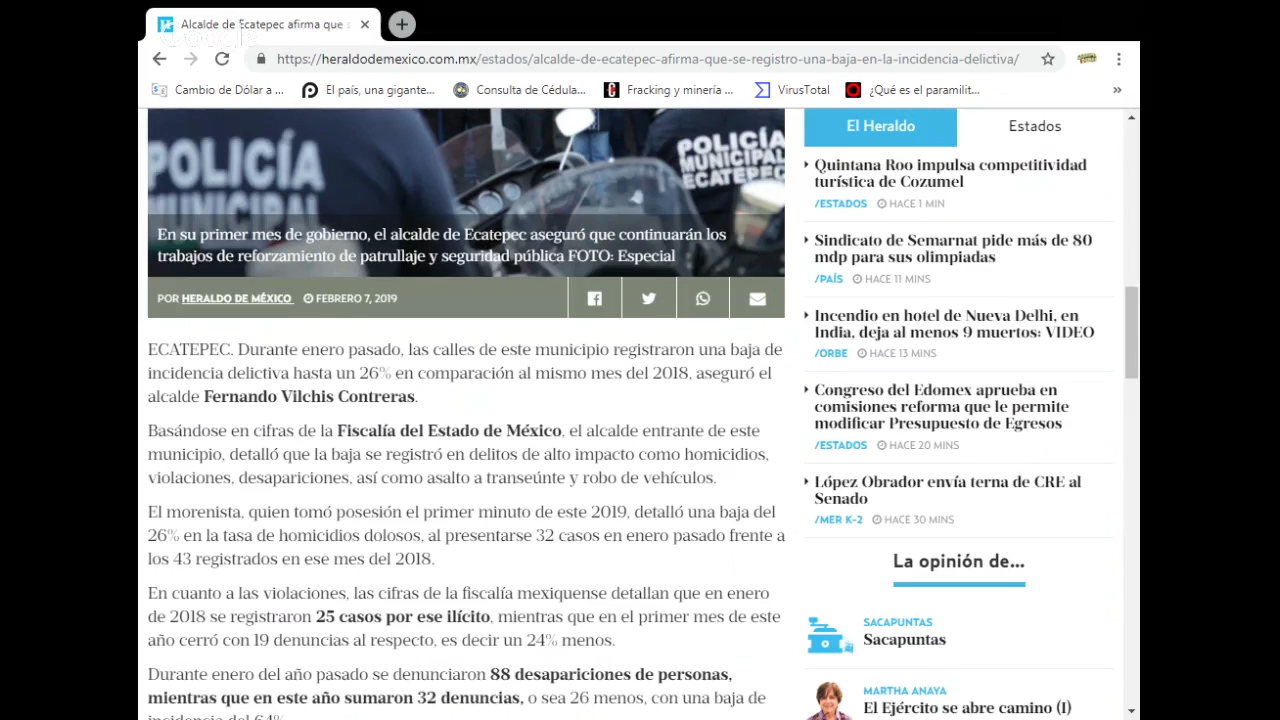 Alcalde de Ecatepec afirma que s
https://heraldodemexico.com.mx/estados/alcalde-de-ecatepec-afirma-que-se-registro-una-baja-en-la-incidencia-delictiva/
Cambio de Dólar a ... El país, una gigante... Consulta de Cédula... Fracking y minería ... VirusTotal ¿Qué es el paramilit... »
POLICÍA
MUNICIPAL
POLICÍA
MUNICIPAL
ECATEPEC
En su primer mes de gobierno, el alcalde de Ecatepec aseguró que continuarán los
trabajos de reforzamiento de patrullaje y seguridad pública FOTO: Especial
POR HERALDO DE MÉXICO FEBRERO 7, 2019
ECATEPEC. Durante enero pasado, las calles de este municipio registraron una baja de
incidencia delictiva hasta un 26% en comparación al mismo mes del 2018, aseguró el
alcalde Fernando Vilchis Contreras.
Basándose en cifras de la Fiscalía del Estado de México, el alcalde entrante de este
municipio, detalló que la baja se registró en delitos de alto impacto como homicidios,
violaciones, desapariciones, así como asalto a transeúnte y robo de vehículos.
El morenista, quien tomó posesión el primer minuto de este 2019, detalló una baja del
26% en la tasa de homicidios dolosos, al presentarse 32 casos en enero pasado frente a
los 43 registrados en ese mes del 2018.
En cuanto a las violaciones, las cifras de la fiscalía mexiquense detallan que en enero
de 2018 se registraron 25 casos por ese ilícito, mientras que en el primer mes de este
año cerró con 19 denuncias al respecto, es decir un 24% menos.
Durante enero del año pasado se denunciaron 88 desapariciones de personas,
mientras que en este año sumaron 32 denuncias, o sea 26 menos, con una baja de
incidencia del 64%
El Heraldo Estados
Quintana Roo impulsa competitividad
turística de Cozumel
/ESTADOS HACE 1 MIN
Sindicato de Semarnat pide más de 80
mdp para sus olimpiadas
/PAÍS HACE 11 MINS
Incendio en hotel de Nueva Delhi, en
India, deja al menos 9 muertos: VIDEO
/ORBE HACE 13 MINS
Congreso del Edomex aprueba en
comisiones reforma que le permite
modificar Presupuesto de Egresos
/ESTADOS HACE 20 MINS
López Obrador envía terna de CRE al
Senado
/MER K-2 HACE 30 MINS
La opinión de...
SACAPUNTAS
Sacapuntas
MARTHA ANAYA
El Ejército se abre camino (I)